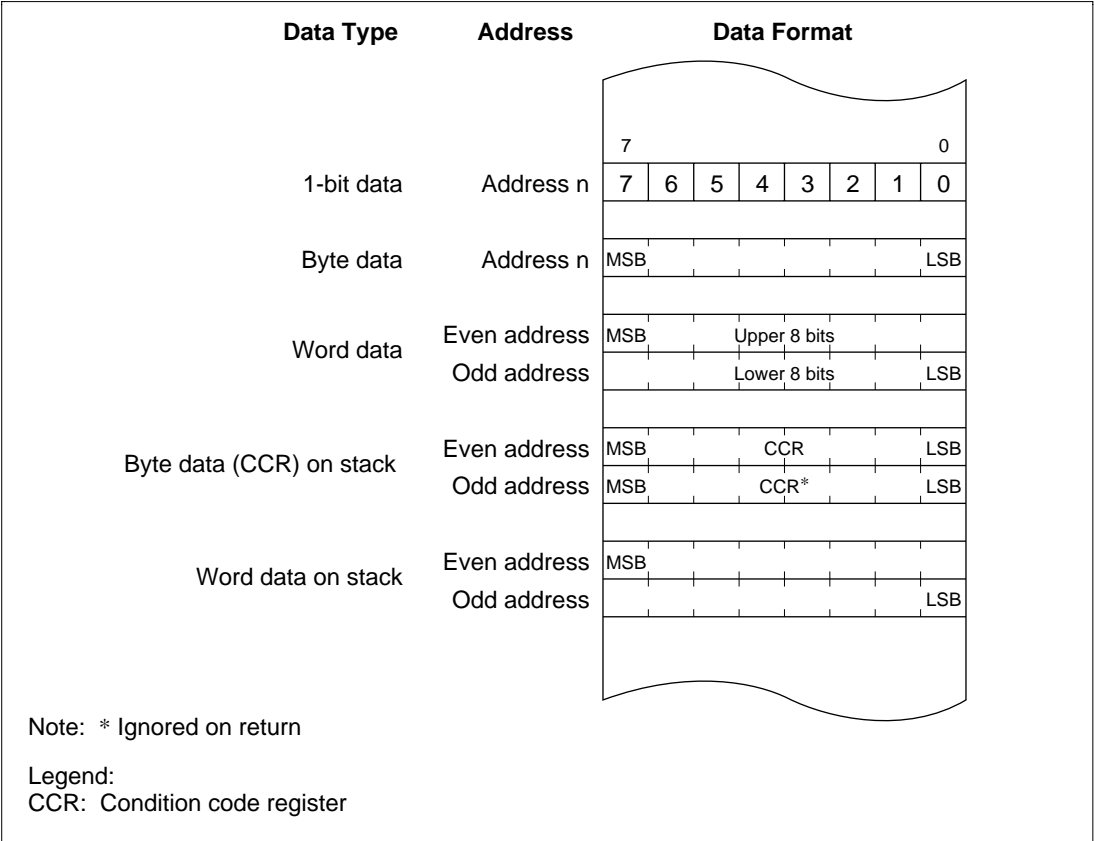 Data Type Address Data Format
7 0
1-bit data Address n 7 6 5 4 3 2 1 0
Byte data Address n MSB LSB
Word data
Even address MSB Upper 8 bits
Odd address Lower 8 bits LSB
Byte data (CCR) on stack
Even address MSB CCR LSB
Odd address MSB CCR* LSB
Word data on stack
Even address MSB
Odd address LSB
Note: * Ignored on return
Legend:
CCR: Condition code register